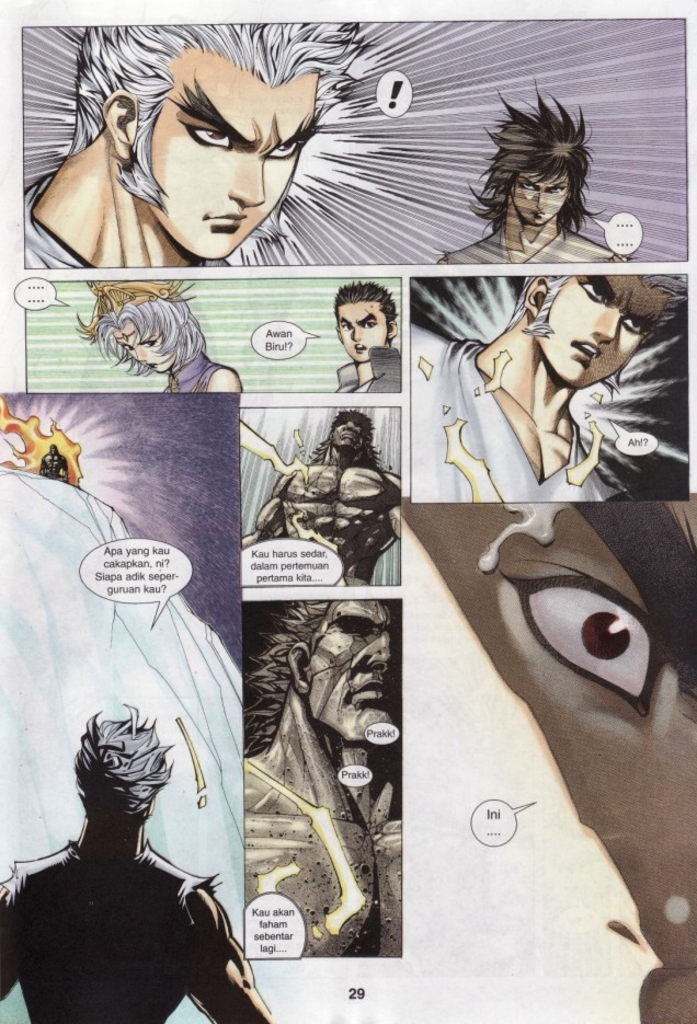 !
....
....
....
....
Awan
Biru!?
Ah!?
Apa yang kau
cakapkan, ni?
Siapa adik seper-
guruan kau?
Kau harus sedar,
dalam pertemuan
pertama kita....
Prakk!
Prakk!
Kau akan
faham
sebentar
lagi....
Ini
....
29